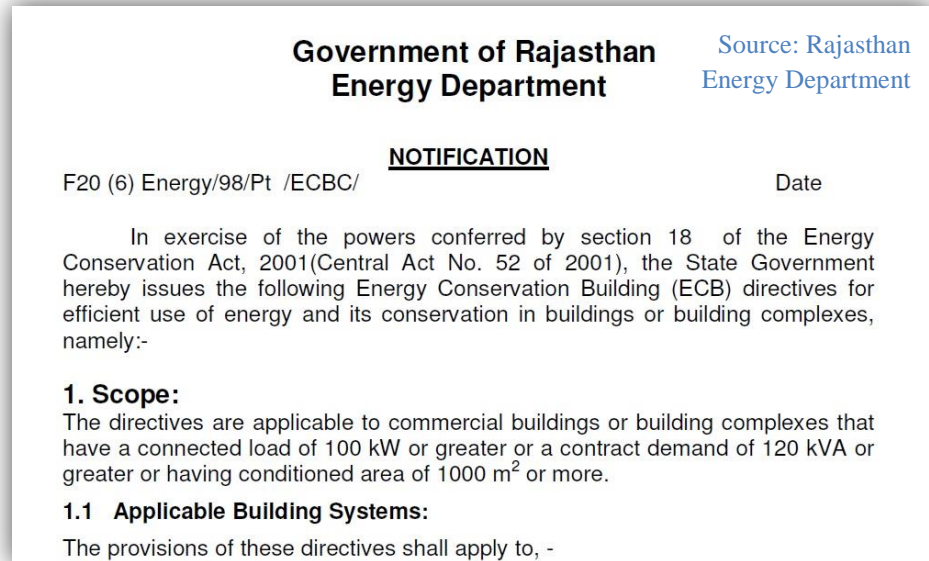 Government of Rajasthan
Energy Department
Source: Rajasthan
Energy Department
NOTIFICATION
F20 (6) Energy/98/Pt /ECBC/ Date
In exercise of the powers conferred by section 18 of the Energy
Conservation Act, 2001(Central Act No. 52 of 2001), the State Government
hereby issues the following Energy Conservation Building (ECB) directives for
efficient use of energy and its conservation in buildings or building complexes,
namely:-
1. Scope:
The directives are applicable to commercial buildings or building complexes that
have a connected load of 100 kW or greater or a contract demand of 120 kVA or
greater or having conditioned area of 1000 m² or more.
1.1 Applicable Building Systems:
The provisions of these directives shall apply to, -